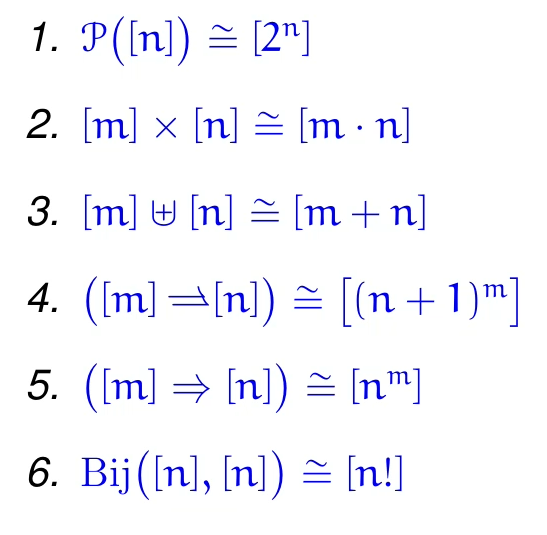 1. 𝒫([n]) ≅ [2ⁿ]
2. [m] × [n] ≅ [m · n]
3. [m] ⊎ [n] ≅ [m + n]
4. ([m] ⇀ [n]) ≅ [(n + 1)ᵐ]
5. ([m] ⇒ [n]) ≅ [nᵐ]
6. Bij([n], [n]) ≅ [n!]